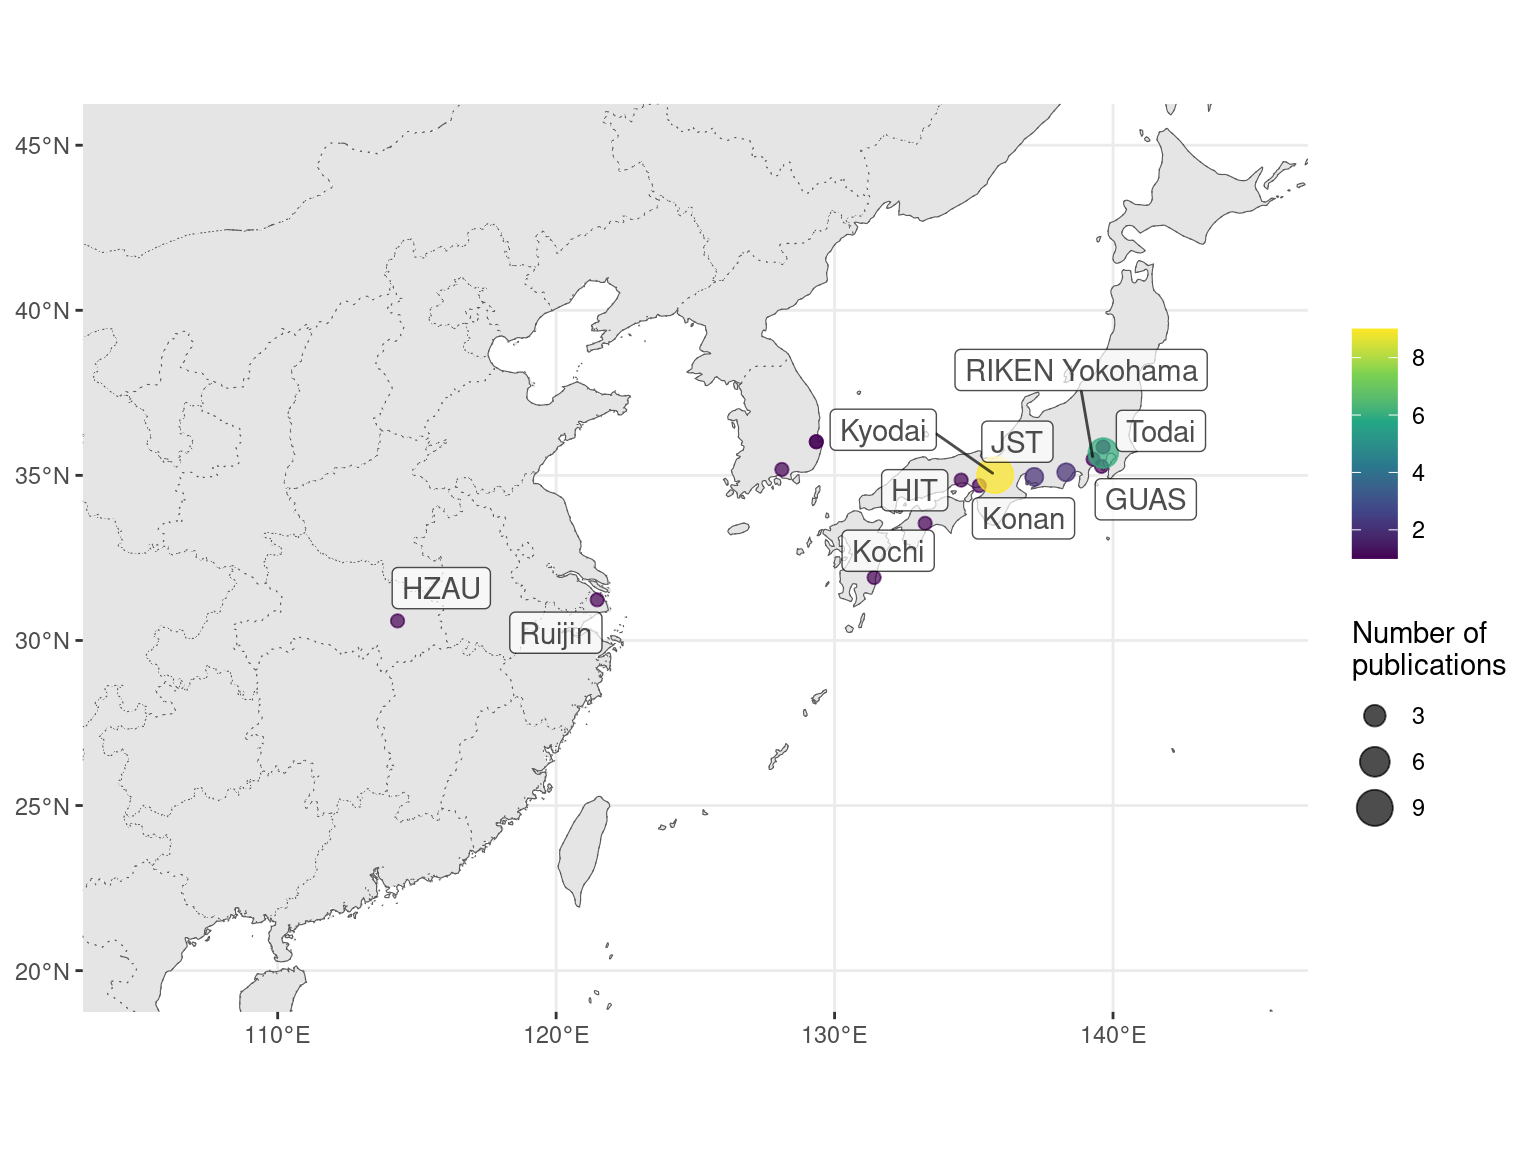 45°N
40°N
35°N
30°N
25°N
20°N
110°E
120°E
130°E
140°E
RIKEN Yokohama
Kyodai
JST
Todai
HIT
GUAS
Konan
Kochi
HZAU
Ruijin
8
6
4
2
Number of
publications
3
6
9